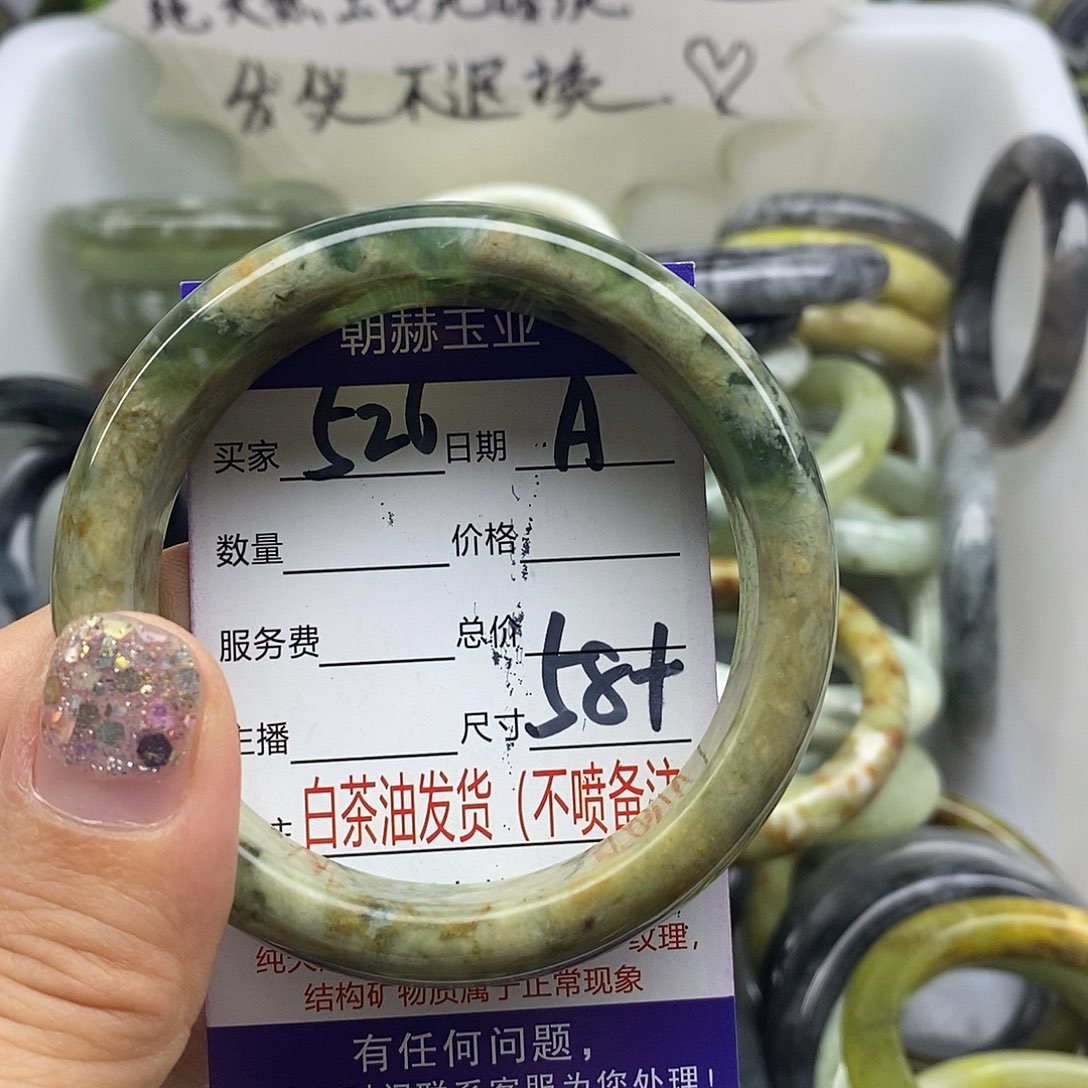 售出不退换
朝赫玉业
买家 526 日期 A
数量 价格
服务费 总价
主播 尺寸 58+
白茶油发货（不喷备注
纹理，
结构矿物质属于正常现象
有任何问题，